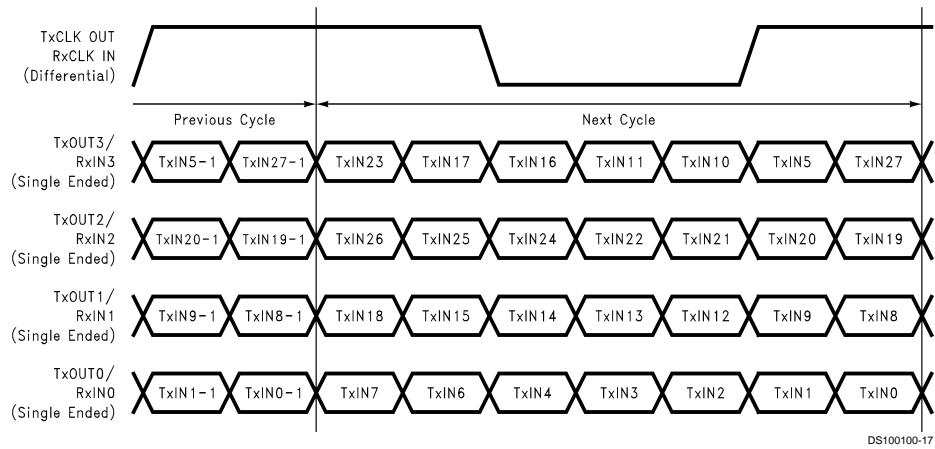 TxCLK OUT
RxCLK IN
(Differential)
Previous Cycle
Next Cycle
TxOUT3/
RxIN3
(Single Ended)
TxIN5-1 TxIN27-1 TxIN23 TxIN17 TxIN16 TxIN11 TxIN10 TxIN5 TxIN27
TxOUT2/
RxIN2
(Single Ended)
TxIN20-1 TxIN19-1 TxIN26 TxIN25 TxIN24 TxIN22 TxIN21 TxIN20 TxIN19
TxOUT1/
RxIN1
(Single Ended)
TxIN9-1 TxIN8-1 TxIN18 TxIN15 TxIN14 TxIN13 TxIN12 TxIN9 TxIN8
TxOUT0/
RxIN0
(Single Ended)
TxIN1-1 TxIN0-1 TxIN7 TxIN6 TxIN4 TxIN3 TxIN2 TxIN1 TxIN0
DS100100-17